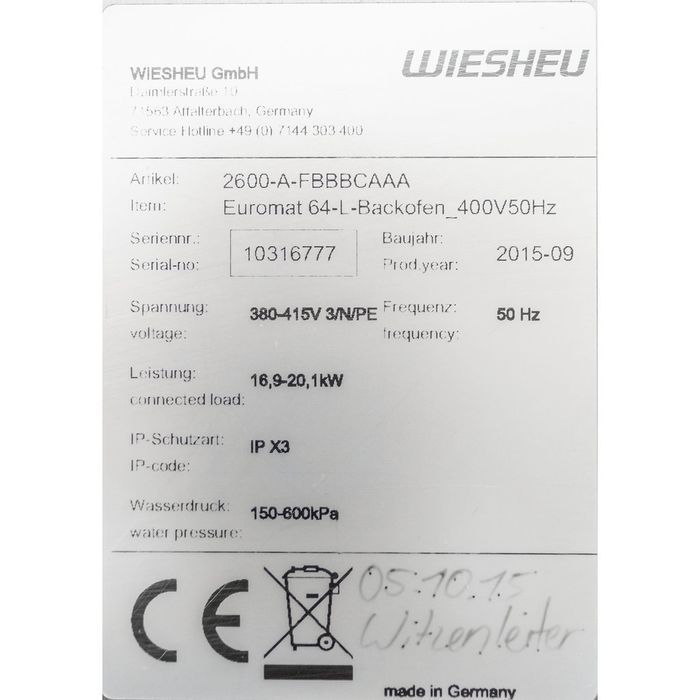 WIESHEU GmbH
WIESHEU
Daimlerstraße 10
71563 Affalterbach, Germany
Service Hotline +49 (0) 7144 303 400
Artikel: 2600-A-FBBBCAAA
Item: Euromat 64-L-Backofen_400V50Hz
Seriennr.: Baujahr:
10316777 2015-09
Serial-no: Prod.year:
Spannung: 380-415V 3/N/PE Frequenz: 50 Hz
voltage: frequency:
Leistung: 16,9-20,1kW
connected load:
IP-Schutzart: IP X3
IP-code:
Wasserdruck: 150-600kPa
water pressure:
CE
05.10.15
made in Germany